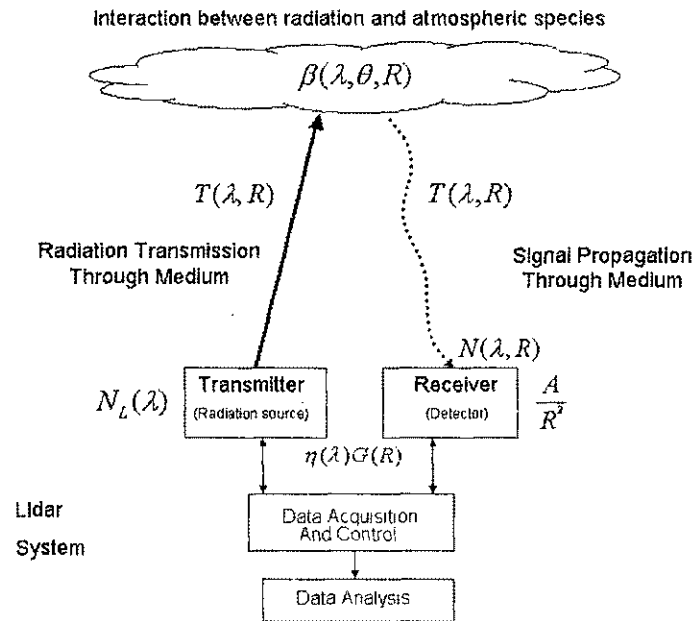 Interaction between radiation and atmospheric species
β(λ,θ,R)
T(λ,R)
T(λ,R)
Radiation Transmission
Through Medium
Signal Propagation
Through Medium
N(λ,R)
N_L(λ)
Transmitter
(Radiation source)
Receiver
(Detector)
A
R²
η(λ)G(R)
Lidar
System
Data Acquisition
And Control
Data Analysis